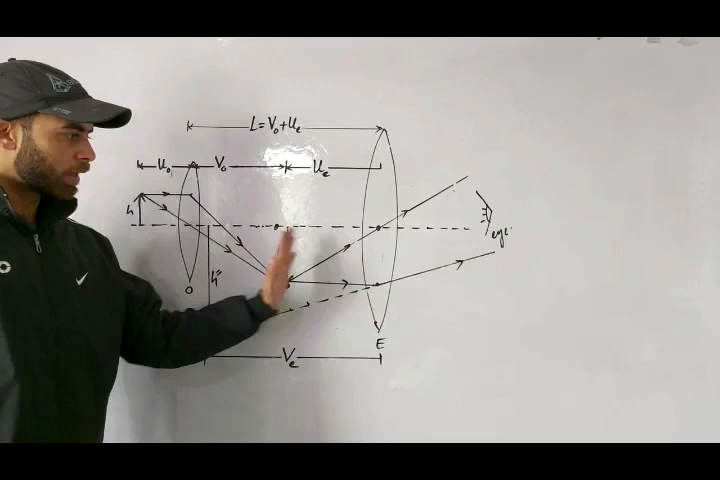 L=V₀+Uₑ
U₀ V₀ Uₑ
h
h"
eye
O
E
Vₑ